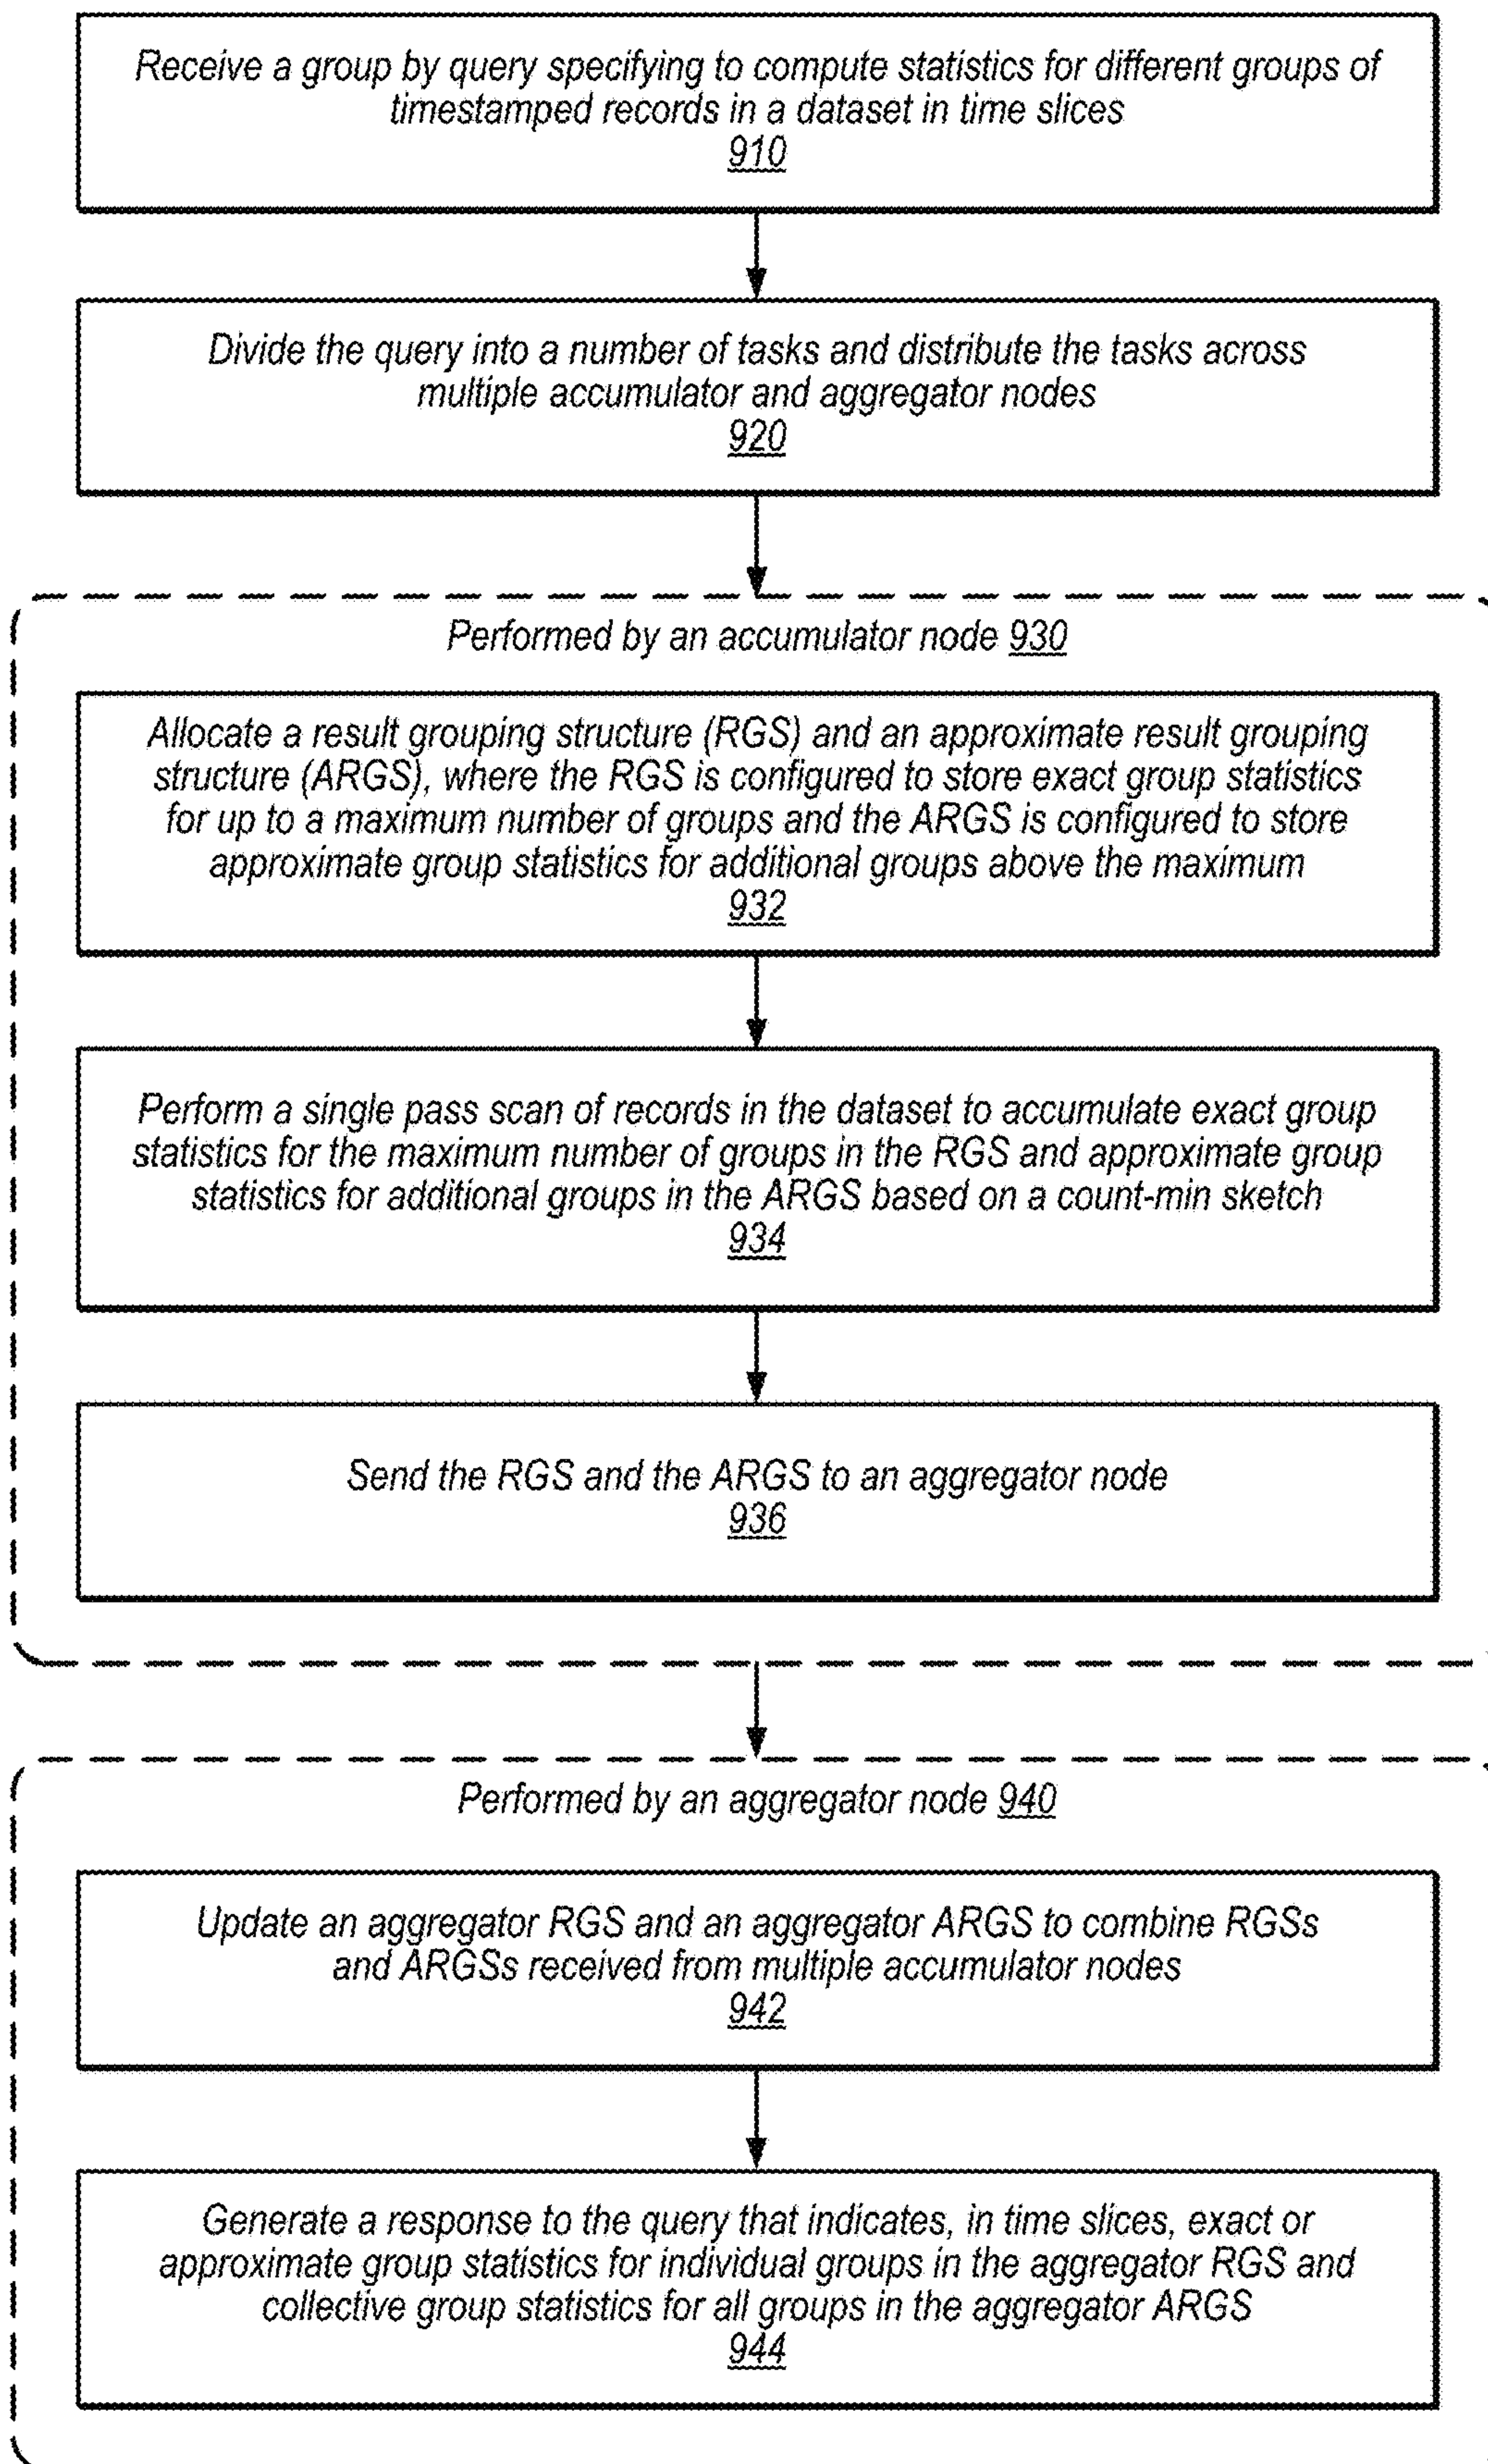 Receive a group by query specifying to compute statistics for different groups of
timestamped records in a dataset in time slices
910
Divide the query into a number of tasks and distribute the tasks across
multiple accumulator and aggregator nodes
920
Performed by an accumulator node 930
Allocate a result grouping structure (RGS) and an approximate result grouping
structure (ARGS), where the RGS is configured to store exact group statistics
for up to a maximum number of groups and the ARGS is configured to store
approximate group statistics for additional groups above the maximum
932
Perform a single pass scan of records in the dataset to accumulate exact group
statistics for the maximum number of groups in the RGS and approximate group
statistics for additional groups in the ARGS based on a count-min sketch
934
Send the RGS and the ARGS to an aggregator node
936
Performed by an aggregator node 940
Update an aggregator RGS and an aggregator ARGS to combine RGSs
and ARGSs received from multiple accumulator nodes
942
Generate a response to the query that indicates, in time slices, exact or
approximate group statistics for individual groups in the aggregator RGS and
collective group statistics for all groups in the aggregator ARGS
944